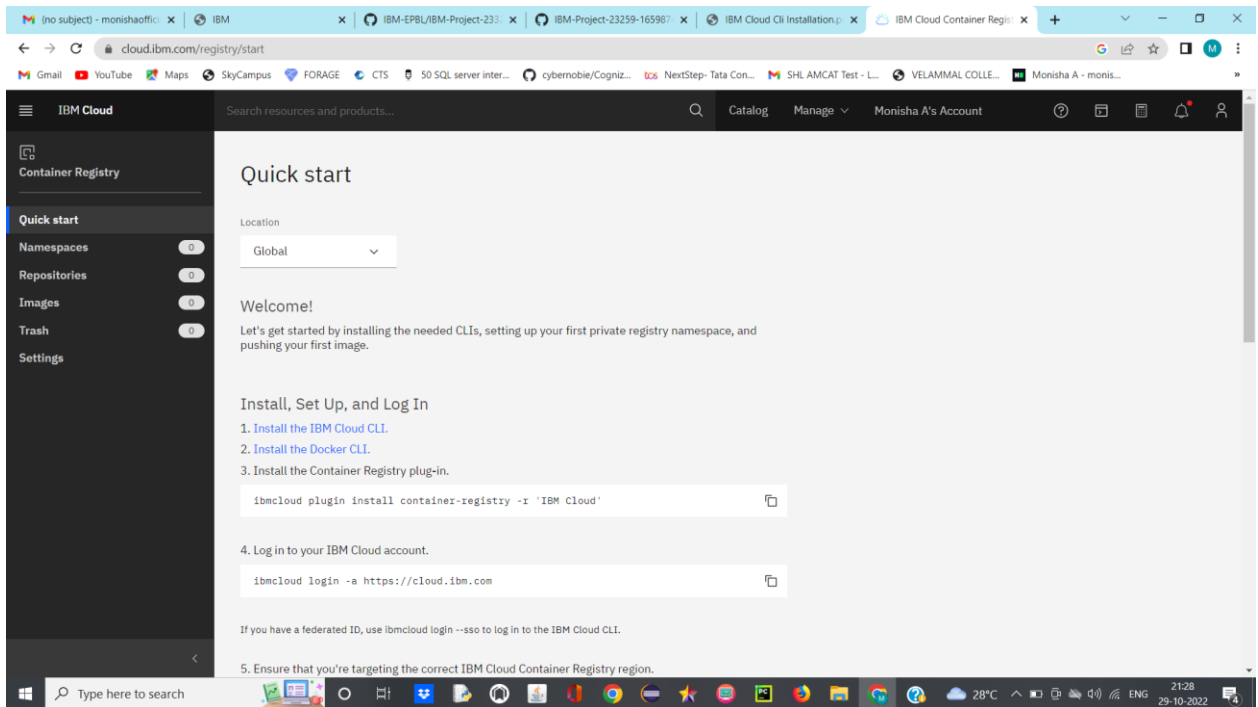 (no subject) - monishaoffici
IBM
IBM-EPBL/IBM-Project-233
IBM-Project-23259-165987
IBM Cloud Cli Installation.p
IBM Cloud Container Regist
cloud.ibm.com/registry/start
Gmail
YouTube
Maps
SkyCampus
FORAGE
CTS
50 SQL server inter...
cybernobie/Cogniz...
tcs NextStep- Tata Con...
SHL AMCAT Test - L...
VELAMMAL COLLE...
Monisha A - monis...
IBM Cloud
Search resources and products...
Catalog
Manage
Monisha A's Account
Container Registry
Quick start
Namespaces 0
Repositories 0
Images 0
Trash 0
Settings
Quick start
Location
Global
Welcome!
Let's get started by installing the needed CLIs, setting up your first private registry namespace, and
pushing your first image.
Install, Set Up, and Log In
1. Install the IBM Cloud CLI.
2. Install the Docker CLI.
3. Install the Container Registry plug-in.
ibmcloud plugin install container-registry -r 'IBM Cloud'
4. Log in to your IBM Cloud account.
ibmcloud login -a https://cloud.ibm.com
If you have a federated ID, use ibmcloud login --sso to log in to the IBM Cloud CLI.
5. Ensure that you're targeting the correct IBM Cloud Container Registry region.
Type here to search
28°C
ENG
21:28
29-10-2022
4